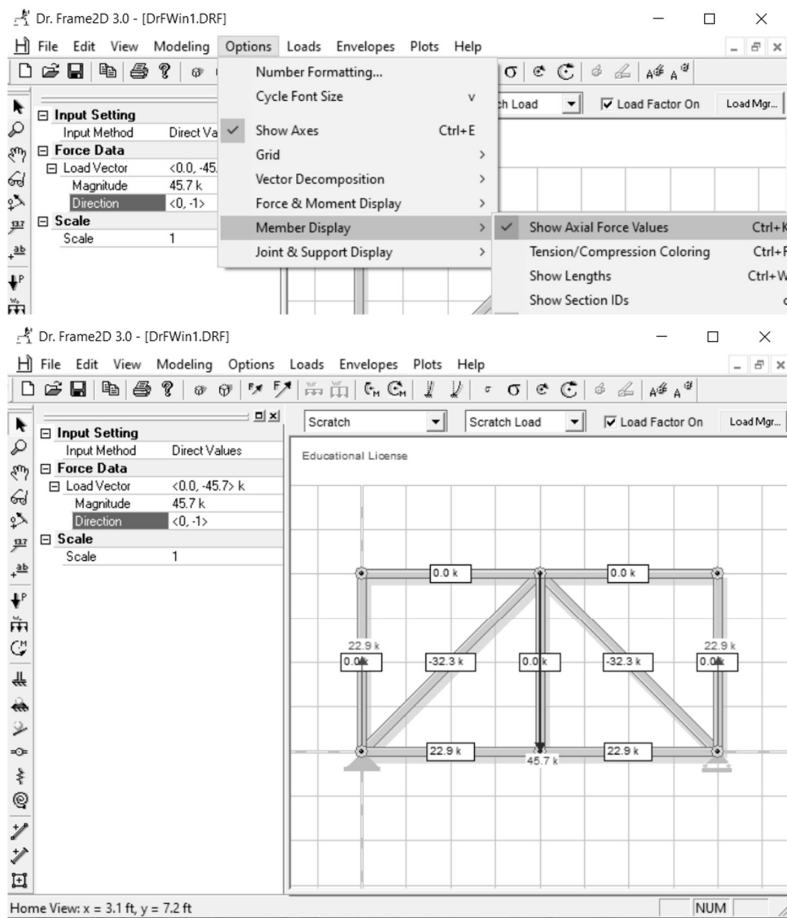 Dr. Frame2D 3.0 - [DrFWin1.DRF]
File Edit View Modeling Options Loads Envelopes Plots Help
Number Formatting...
Cycle Font Size v
Show Axes Ctrl+E
Grid
Vector Decomposition
Force & Moment Display
Member Display
Joint & Support Display
Show Axial Force Values Ctrl+K
Tension/Compression Coloring Ctrl+F
Show Lengths Ctrl+W
Show Section IDs
Load Load Factor On Load Mgr...
Input Setting
Input Method Direct Va
Force Data
Load Vector <0.0, -45.
Magnitude 45.7 k
Direction <0, -1>
Scale
Scale 1
Dr. Frame2D 3.0 - [DrFWin1.DRF]
File Edit View Modeling Options Loads Envelopes Plots Help
Scratch Scratch Load Load Factor On Load Mgr...
Input Setting
Input Method Direct Values
Force Data
Load Vector <0.0, -45.7> k
Magnitude 45.7 k
Direction <0, -1>
Scale
Scale 1
Educational License
0.0 k 0.0 k
22.9 k 22.9 k
0.0 k -32.3 k 0.0 k -32.3 k 0.0 k
22.9 k 22.9 k
45.7 k
Home View: x = 3.1 ft, y = 7.2 ft NUM